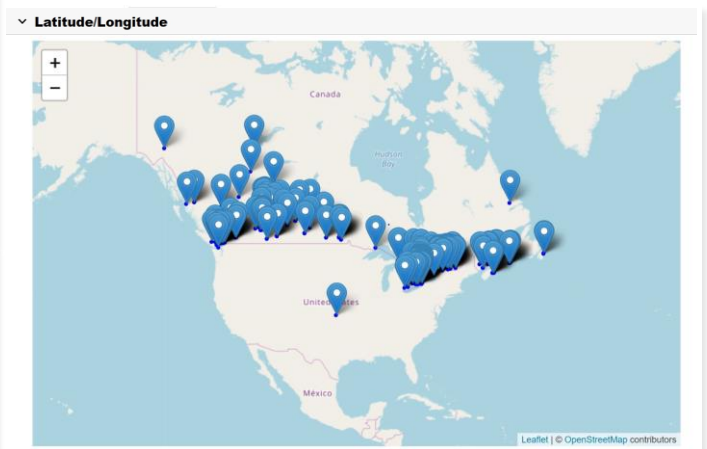 Latitude/Longitude
+
−
Canada
Hudson
Bay
United States
México
Leaflet | © OpenStreetMap contributors